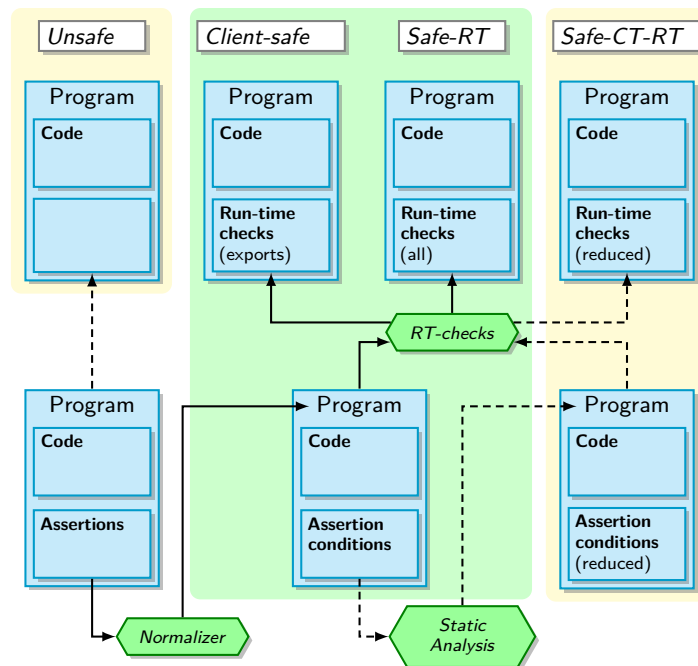 Unsafe
Client-safe
Safe-RT
Safe-CT-RT
Program
Code
Program
Code
Run-time
checks
(exports)
Program
Code
Run-time
checks
(all)
Program
Code
Run-time
checks
(reduced)
RT-checks
Program
Code
Assertions
Program
Code
Assertion
conditions
Program
Code
Assertion
conditions
(reduced)
Normalizer
Static
Analysis